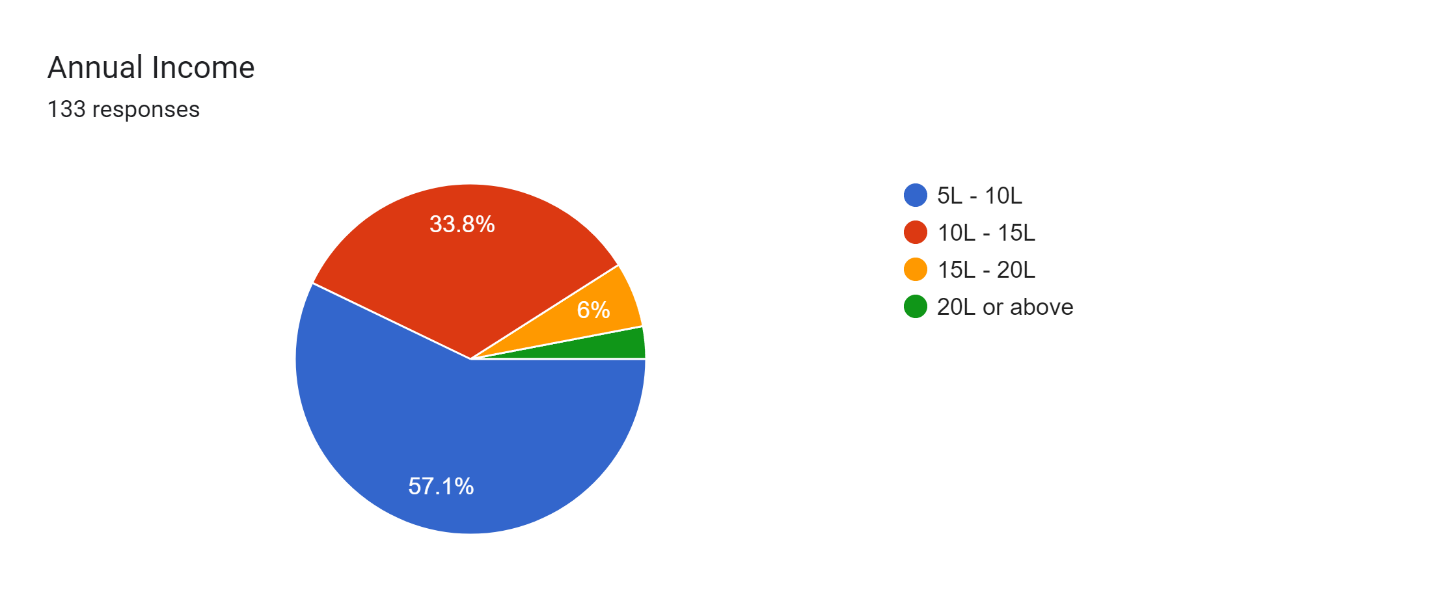 Annual Income
133 responses
33.8%
6%
57.1%
5L - 10L
10L - 15L
15L - 20L
20L or above